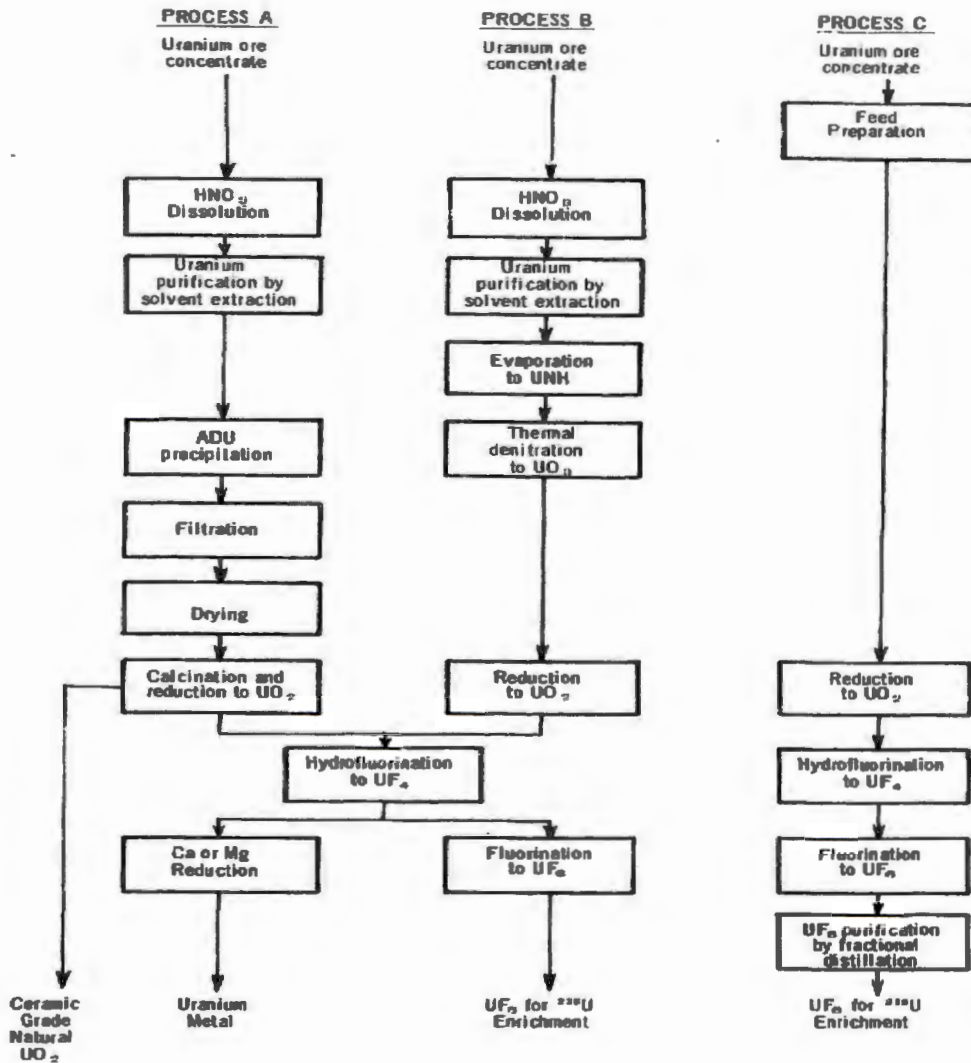 PROCESS A
Uranium ore
concentrate
HNO₃
Dissolution
Uranium
purification by
solvent extraction
ADU
precipitation
Filtration
Drying
Calcination and
reduction to UO₂
PROCESS B
Uranium ore
concentrate
HNO₃
Dissolution
Uranium
purification by
solvent extraction
Evaporation
to UNH
Thermal
denitration
to UO₃
Reduction
to UO₂
Hydrofluorination
to UF₄
Ca or Mg
Reduction
Fluorination
to UF₆
Ceramic
Grade
Natural
UO₂
Uranium
Metal
UF₆ for ²³⁵U
Enrichment
PROCESS C
Uranium ore
concentrate
Feed
Preparation
Reduction
to UO₂
Hydrofluorination
to UF₄
Fluorination
to UF₆
UF₆ purification
by fractional
distillation
UF₆ for ²³⁵U
Enrichment